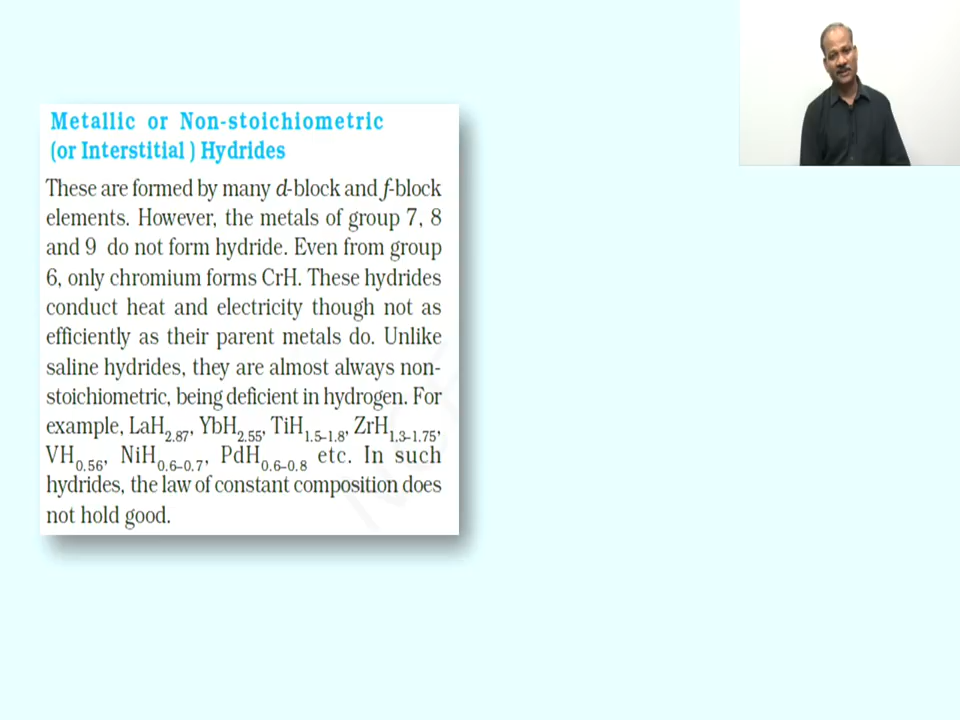 Metallic or Non-stoichiometric
(or Interstitial ) Hydrides
These are formed by many d-block and f-block
elements. However, the metals of group 7, 8
and 9 do not form hydride. Even from group
6, only chromium forms CrH. These hydrides
conduct heat and electricity though not as
efficiently as their parent metals do. Unlike
saline hydrides, they are almost always non-
stoichiometric, being deficient in hydrogen. For
example, LaH2.87, YbH2.55, TiH1.5–1.8, ZrH1.3–1.75,
VH0.56, NiH0.6–0.7, PdH0.6–0.8 etc. In such
hydrides, the law of constant composition does
not hold good.